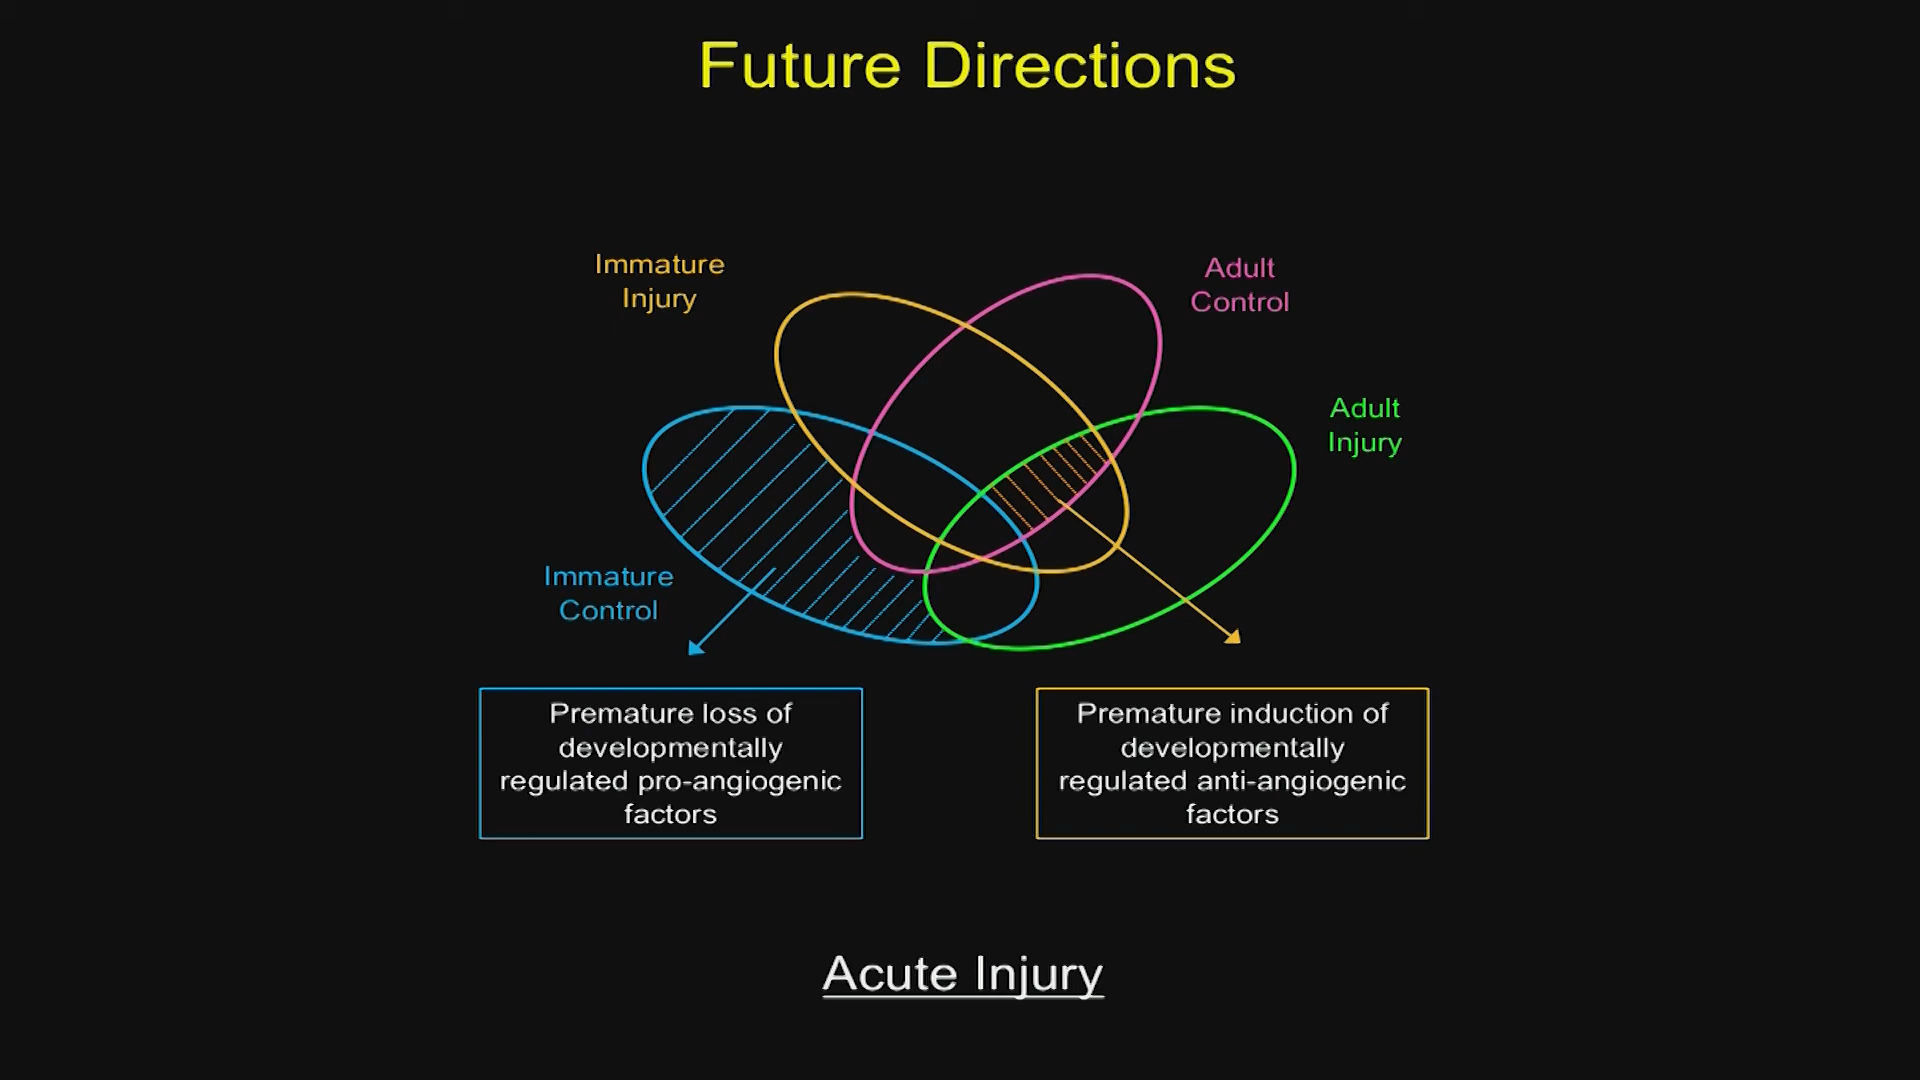 Future Directions
Immature
Injury
Adult
Control
Adult
Injury
Immature
Control
Premature loss of
developmentally
regulated pro-angiogenic
factors
Premature induction of
developmentally
regulated anti-angiogenic
factors
Acute Injury